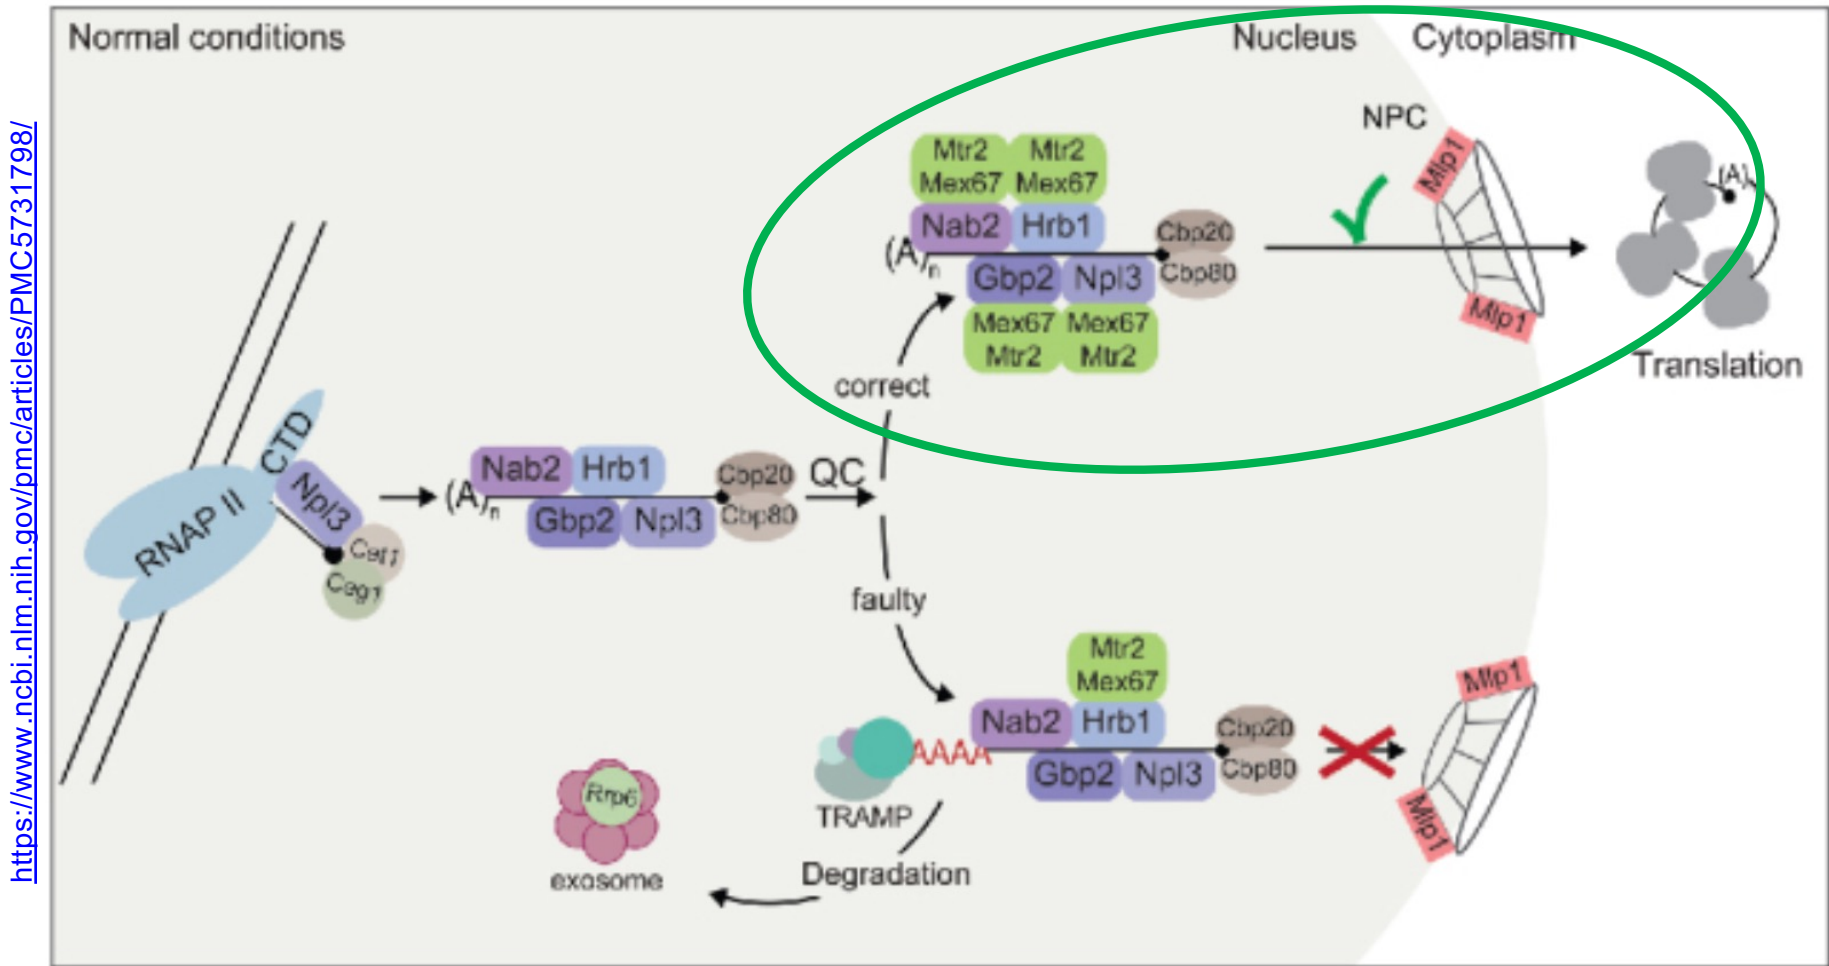 https://www.ncbi.nlm.nih.gov/pmc/articles/PMC5731798/
Normal conditions
Nucleus
Cytoplasm
NPC
Mlp1
Mlp1
(A)
Translation
Mtr2 Mtr2
Mex67 Mex67
Nab2 Hrb1
Cbp20
(A)n
Gbp2 Npl3
Cbp80
Mex67 Mex67
Mtr2 Mtr2
correct
CTD
Npl3
RNAP II
Cet1
Ceg1
Nab2 Hrb1
Cbp20
(A)n
Gbp2 Npl3
Cbp80
QC
faulty
Mtr2
Mex67
Nab2 Hrb1
Cbp20
AAAA
Gbp2 Npl3
Cbp80
TRAMP
Mlp1
Mlp1
Rrp6
exosome
Degradation